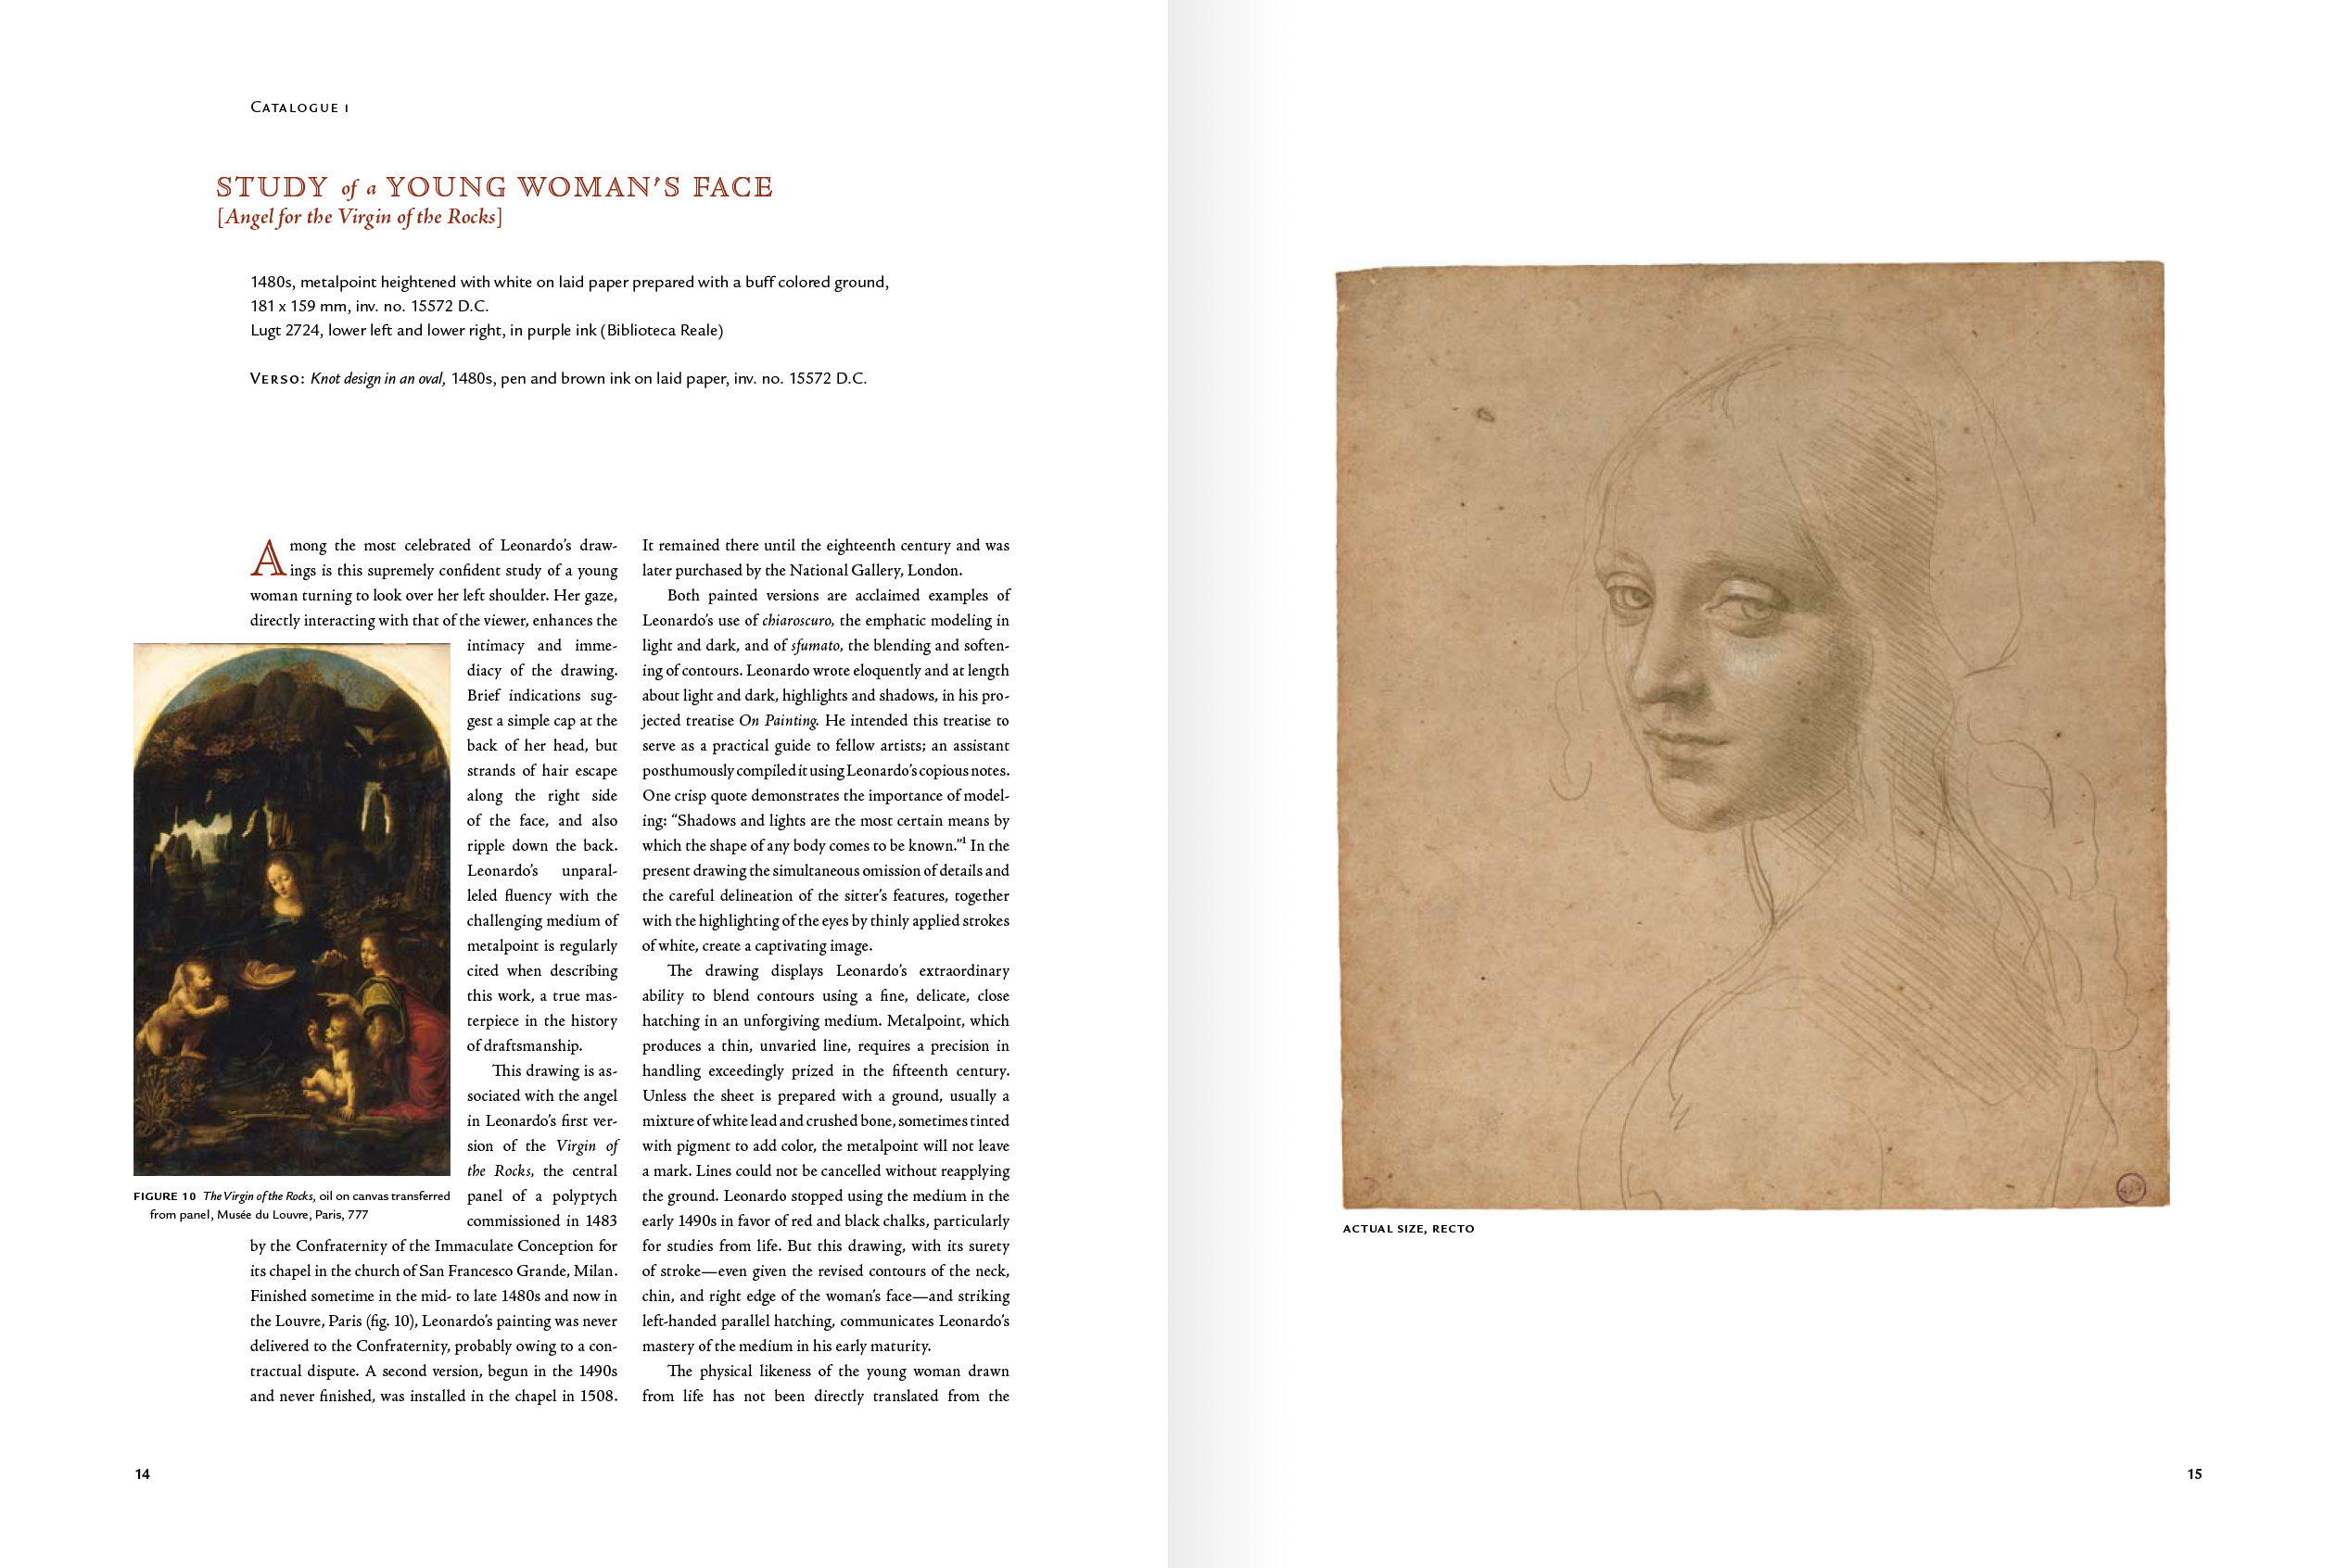 CATALOGUE 1
STUDY of a YOUNG WOMAN'S FACE
[Angel for the Virgin of the Rocks]
1480s, metalpoint heightened with white on laid paper prepared with a buff colored ground,
181 x 159 mm, inv. no. 15572 D.C.
Lugt 2724, lower left and lower right, in purple ink (Biblioteca Reale)
VERSO: Knot design in an oval, 1480s, pen and brown ink on laid paper, inv. no. 15572 D.C.
Among the most celebrated of Leonardo's draw-
ings is this supremely confident study of a young
woman turning to look over her left shoulder. Her gaze,
directly interacting with that of the viewer, enhances the
intimacy and imme-
diacy of the drawing.
Brief indications sug-
gest a simple cap at the
back of her head, but
strands of hair escape
along the right side
of the face, and also
ripple down the back.
Leonardo's unparal-
leled fluency with the
challenging medium of
metalpoint is regularly
cited when describing
this work, a true mas-
terpiece in the history
of draftsmanship.
This drawing is as-
sociated with the angel
in Leonardo's first ver-
sion of the Virgin of
the Rocks, the central
panel of a polyptych
commissioned in 1483
by the Confraternity of the Immaculate Conception for
its chapel in the church of San Francesco Grande, Milan.
Finished sometime in the mid- to late 1480s and now in
the Louvre, Paris (fig. 10), Leonardo's painting was never
delivered to the Confraternity, probably owing to a con-
tractual dispute. A second version, begun in the 1490s
and never finished, was installed in the chapel in 1508.
FIGURE 10 The Virgin of the Rocks, oil on canvas transferred
from panel, Musée du Louvre, Paris, 777
It remained there until the eighteenth century and was
later purchased by the National Gallery, London.
Both painted versions are acclaimed examples of
Leonardo's use of chiaroscuro, the emphatic modeling in
light and dark, and of sfumato, the blending and soften-
ing of contours. Leonardo wrote eloquently and at length
about light and dark, highlights and shadows, in his pro-
jected treatise On Painting. He intended this treatise to
serve as a practical guide to fellow artists; an assistant
posthumously compiled it using Leonardo's copious notes.
One crisp quote demonstrates the importance of model-
ing: “Shadows and lights are the most certain means by
which the shape of any body comes to be known.”¹ In the
present drawing the simultaneous omission of details and
the careful delineation of the sitter's features, together
with the highlighting of the eyes by thinly applied strokes
of white, create a captivating image.
The drawing displays Leonardo's extraordinary
ability to blend contours using a fine, delicate, close
hatching in an unforgiving medium. Metalpoint, which
produces a thin, unvaried line, requires a precision in
handling exceedingly prized in the fifteenth century.
Unless the sheet is prepared with a ground, usually a
mixture of white lead and crushed bone, sometimes tinted
with pigment to add color, the metalpoint will not leave
a mark. Lines could not be cancelled without reapplying
the ground. Leonardo stopped using the medium in the
early 1490s in favor of red and black chalks, particularly
for studies from life. But this drawing, with its surety
of stroke—even given the revised contours of the neck,
chin, and right edge of the woman's face—and striking
left-handed parallel hatching, communicates Leonardo's
mastery of the medium in his early maturity.
The physical likeness of the young woman drawn
from life has not been directly translated from the
14
ACTUAL SIZE, RECTO
15